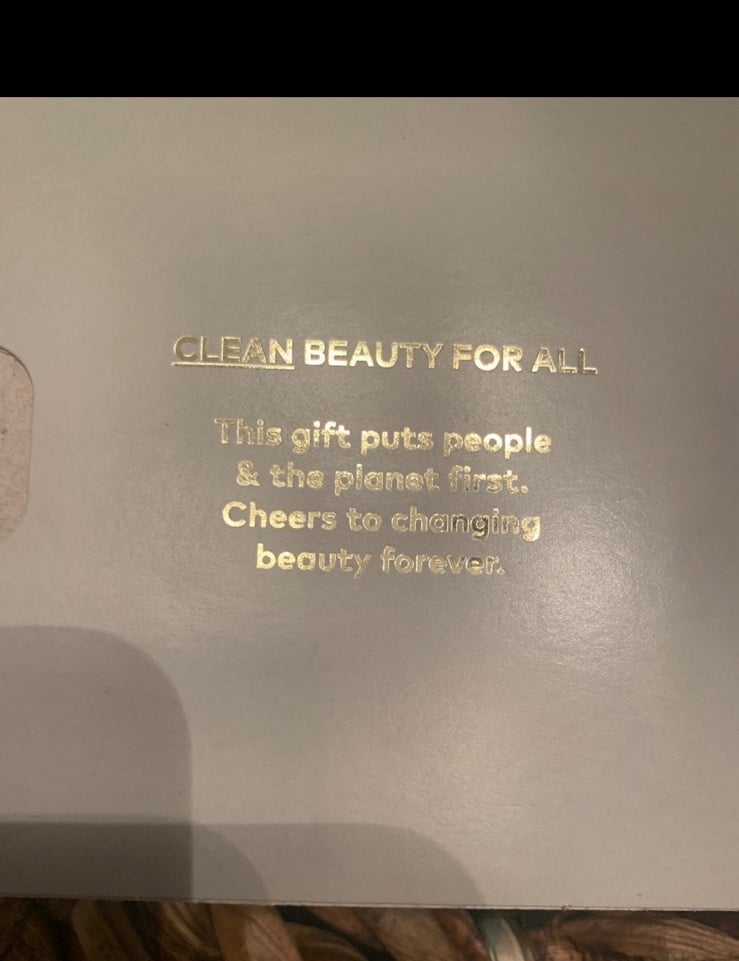 CLEAN BEAUTY FOR ALL
This gift puts people
& the planet first.
Cheers to changing
beauty forever.